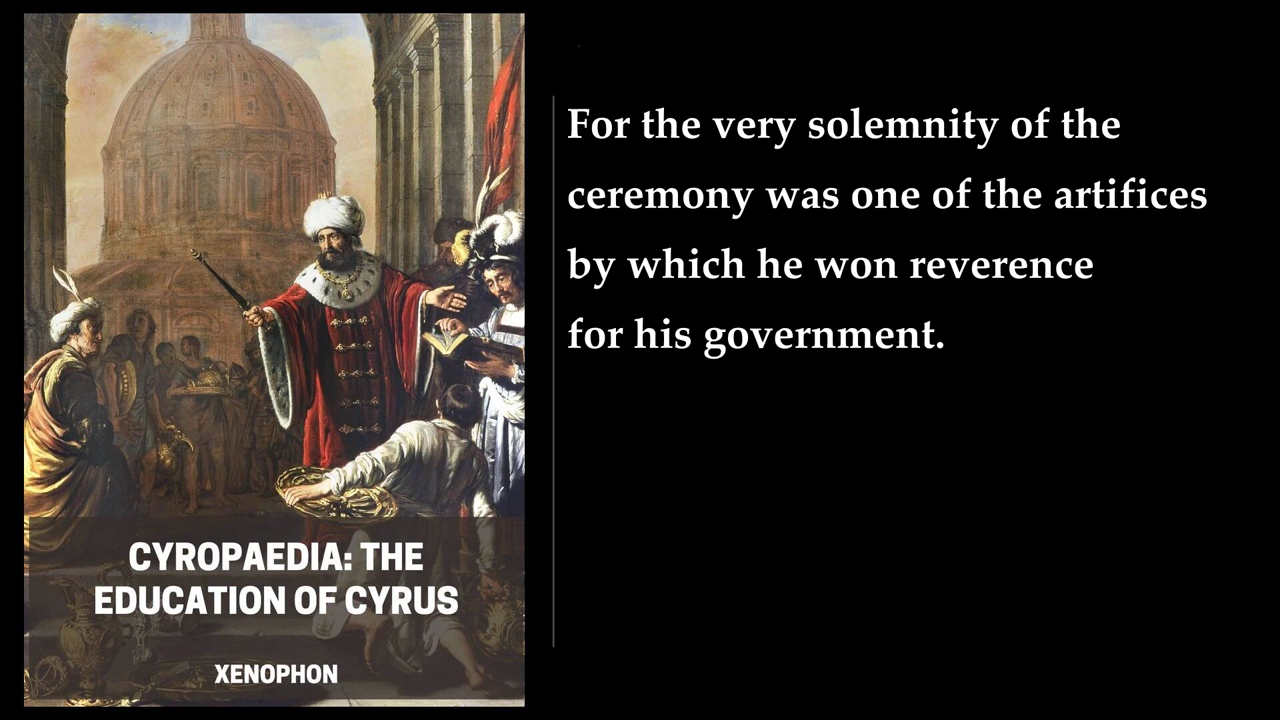 For the very solemnity of the
ceremony was one of the artifices
by which he won reverence
for his government.
CYROPAEDIA: THE
EDUCATION OF CYRUS
XENOPHON